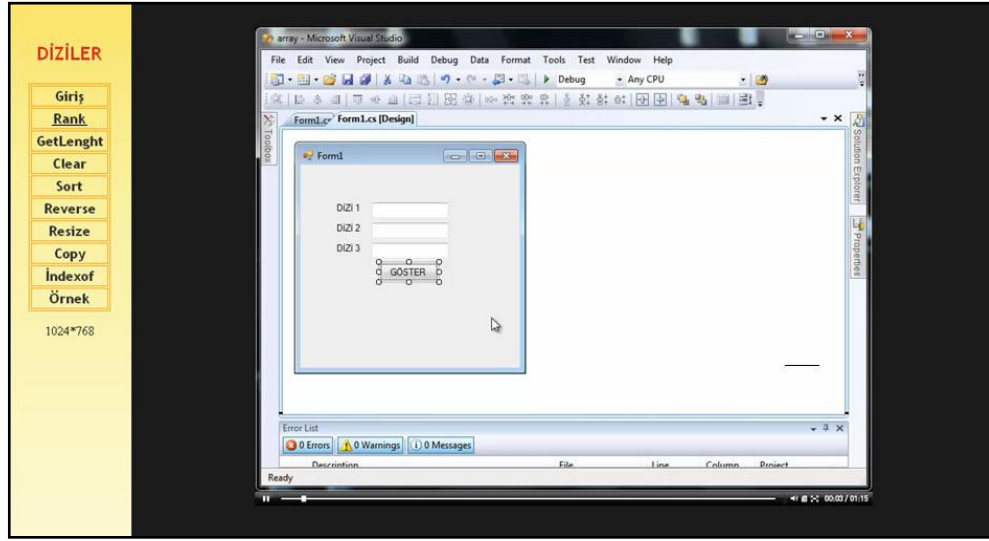 DİZİLER
Giriş
Rank
GetLenght
Clear
Sort
Reverse
Resize
Copy
İndexof
Örnek
1024*768
array - Microsoft Visual Studio
File Edit View Project Build Debug Data Format Tools Test Window Help
Debug Any CPU
Form1.cs Form1.cs [Design]
Toolbox
Solution Explorer
Properties
Form1
DİZİ 1
DİZİ 2
DİZİ 3
GÖSTER
Error List
0 Errors 0 Warnings 0 Messages
Description File Line Column Project
Ready
00:03 / 01:15